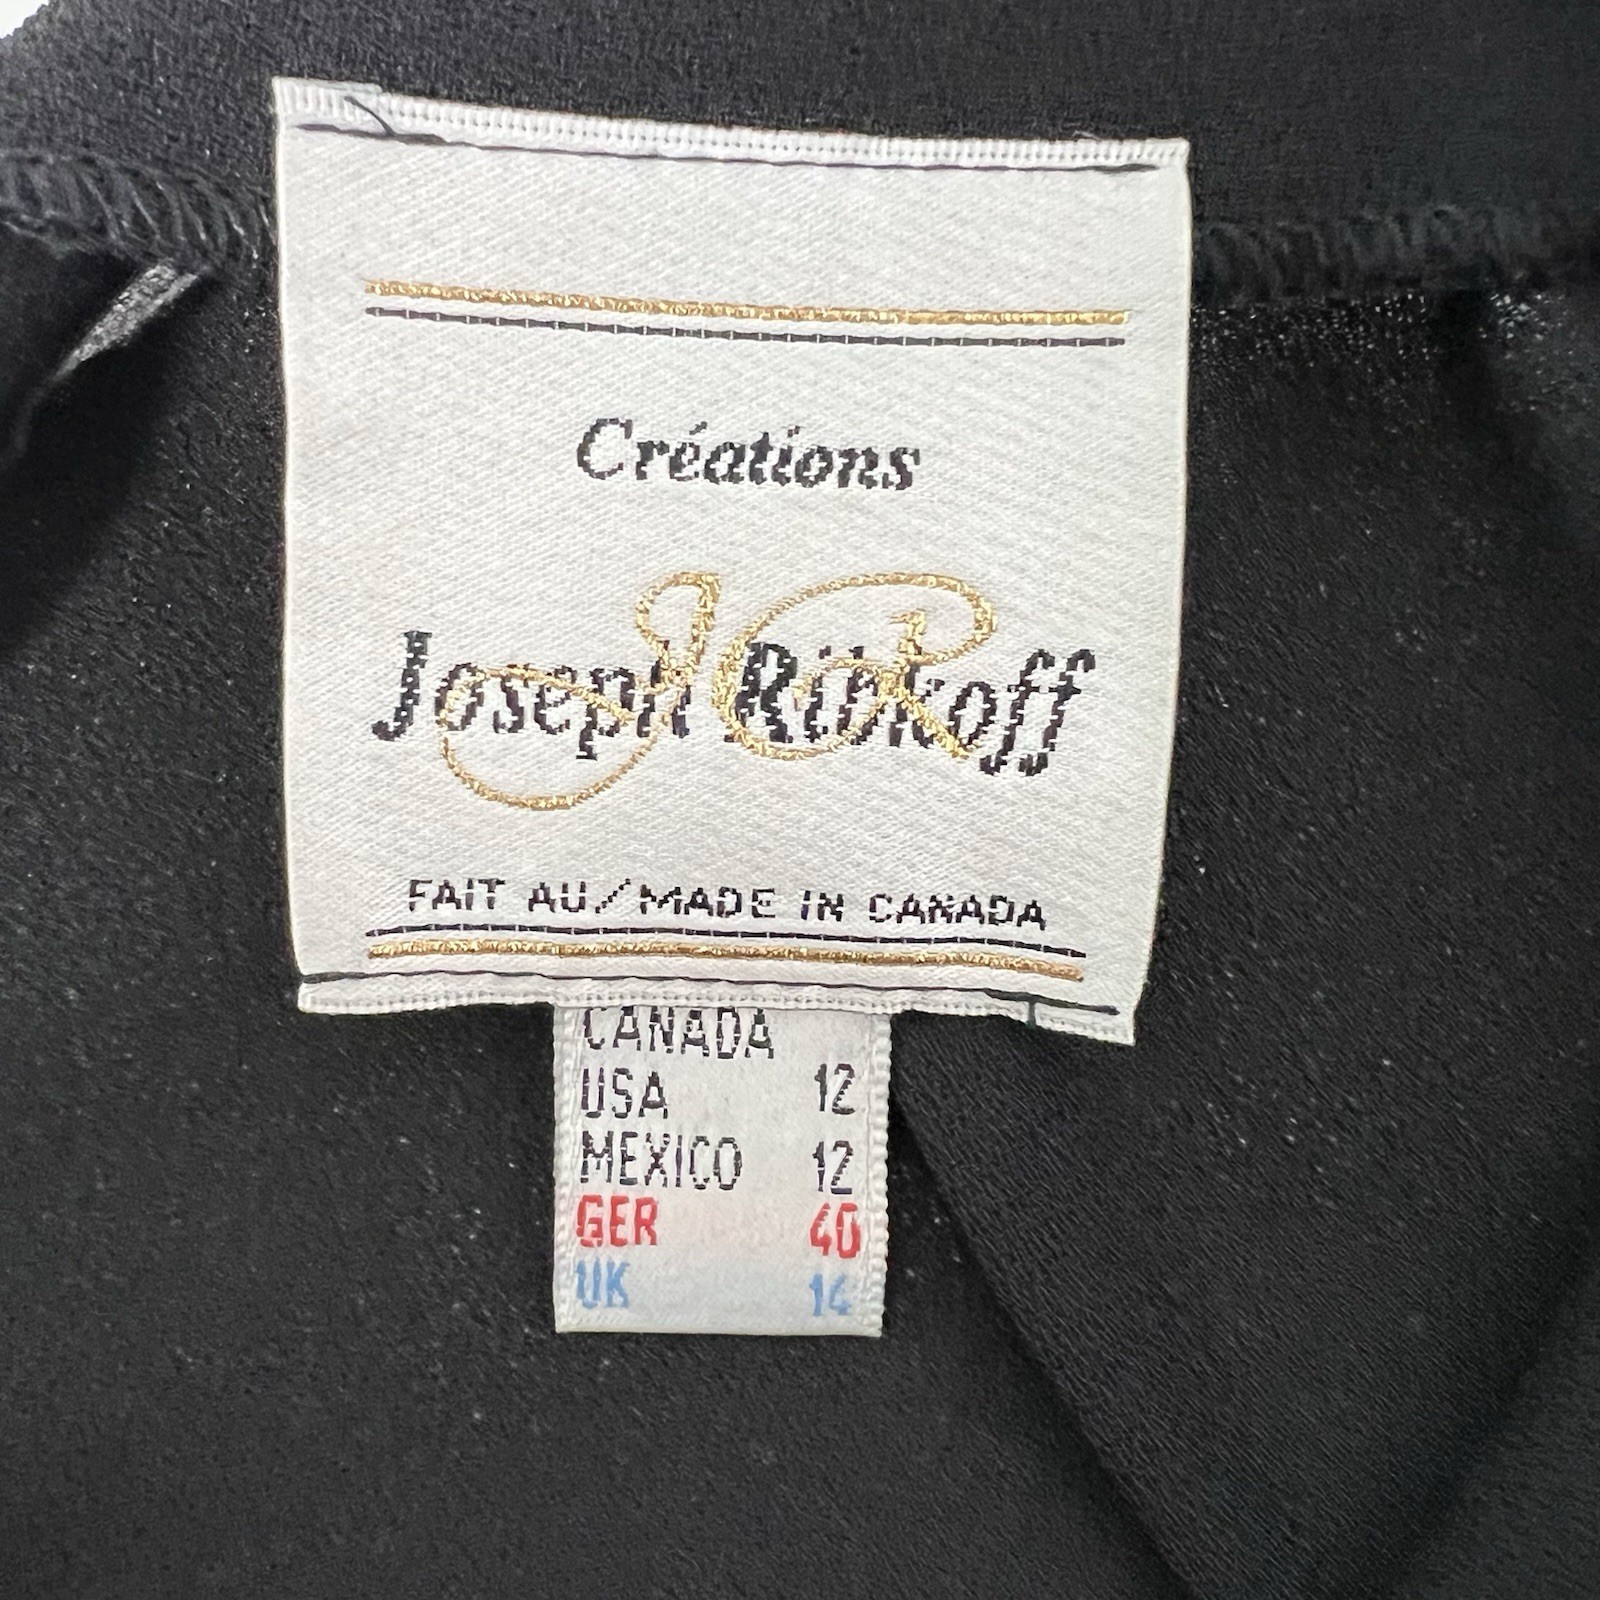 Créations
Joseph Ribkoff
FAIT AU/MADE IN CANADA
CANADA
USA 12
MEXICO 12
GER 40
UK 14